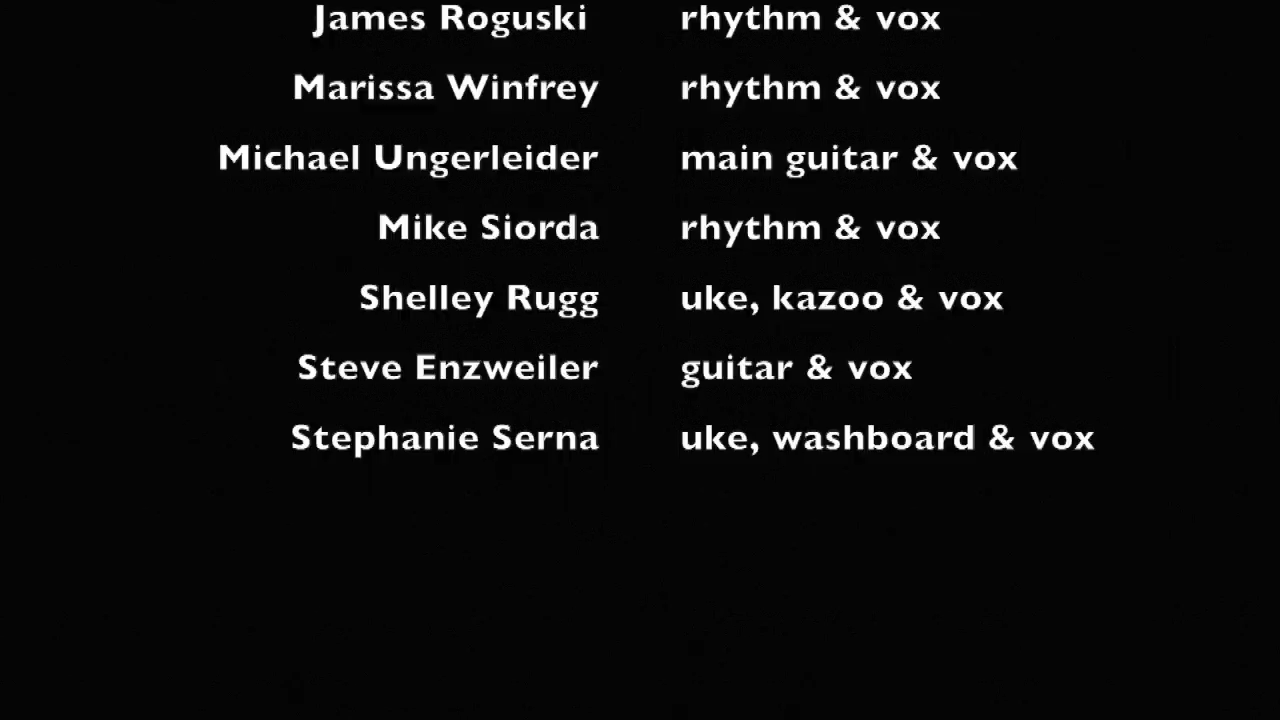 James Roguski rhythm & vox
Marissa Winfrey rhythm & vox
Michael Ungerleider main guitar & vox
Mike Siorda rhythm & vox
Shelley Rugg uke, kazoo & vox
Steve Enzweiler guitar & vox
Stephanie Serna uke, washboard & vox